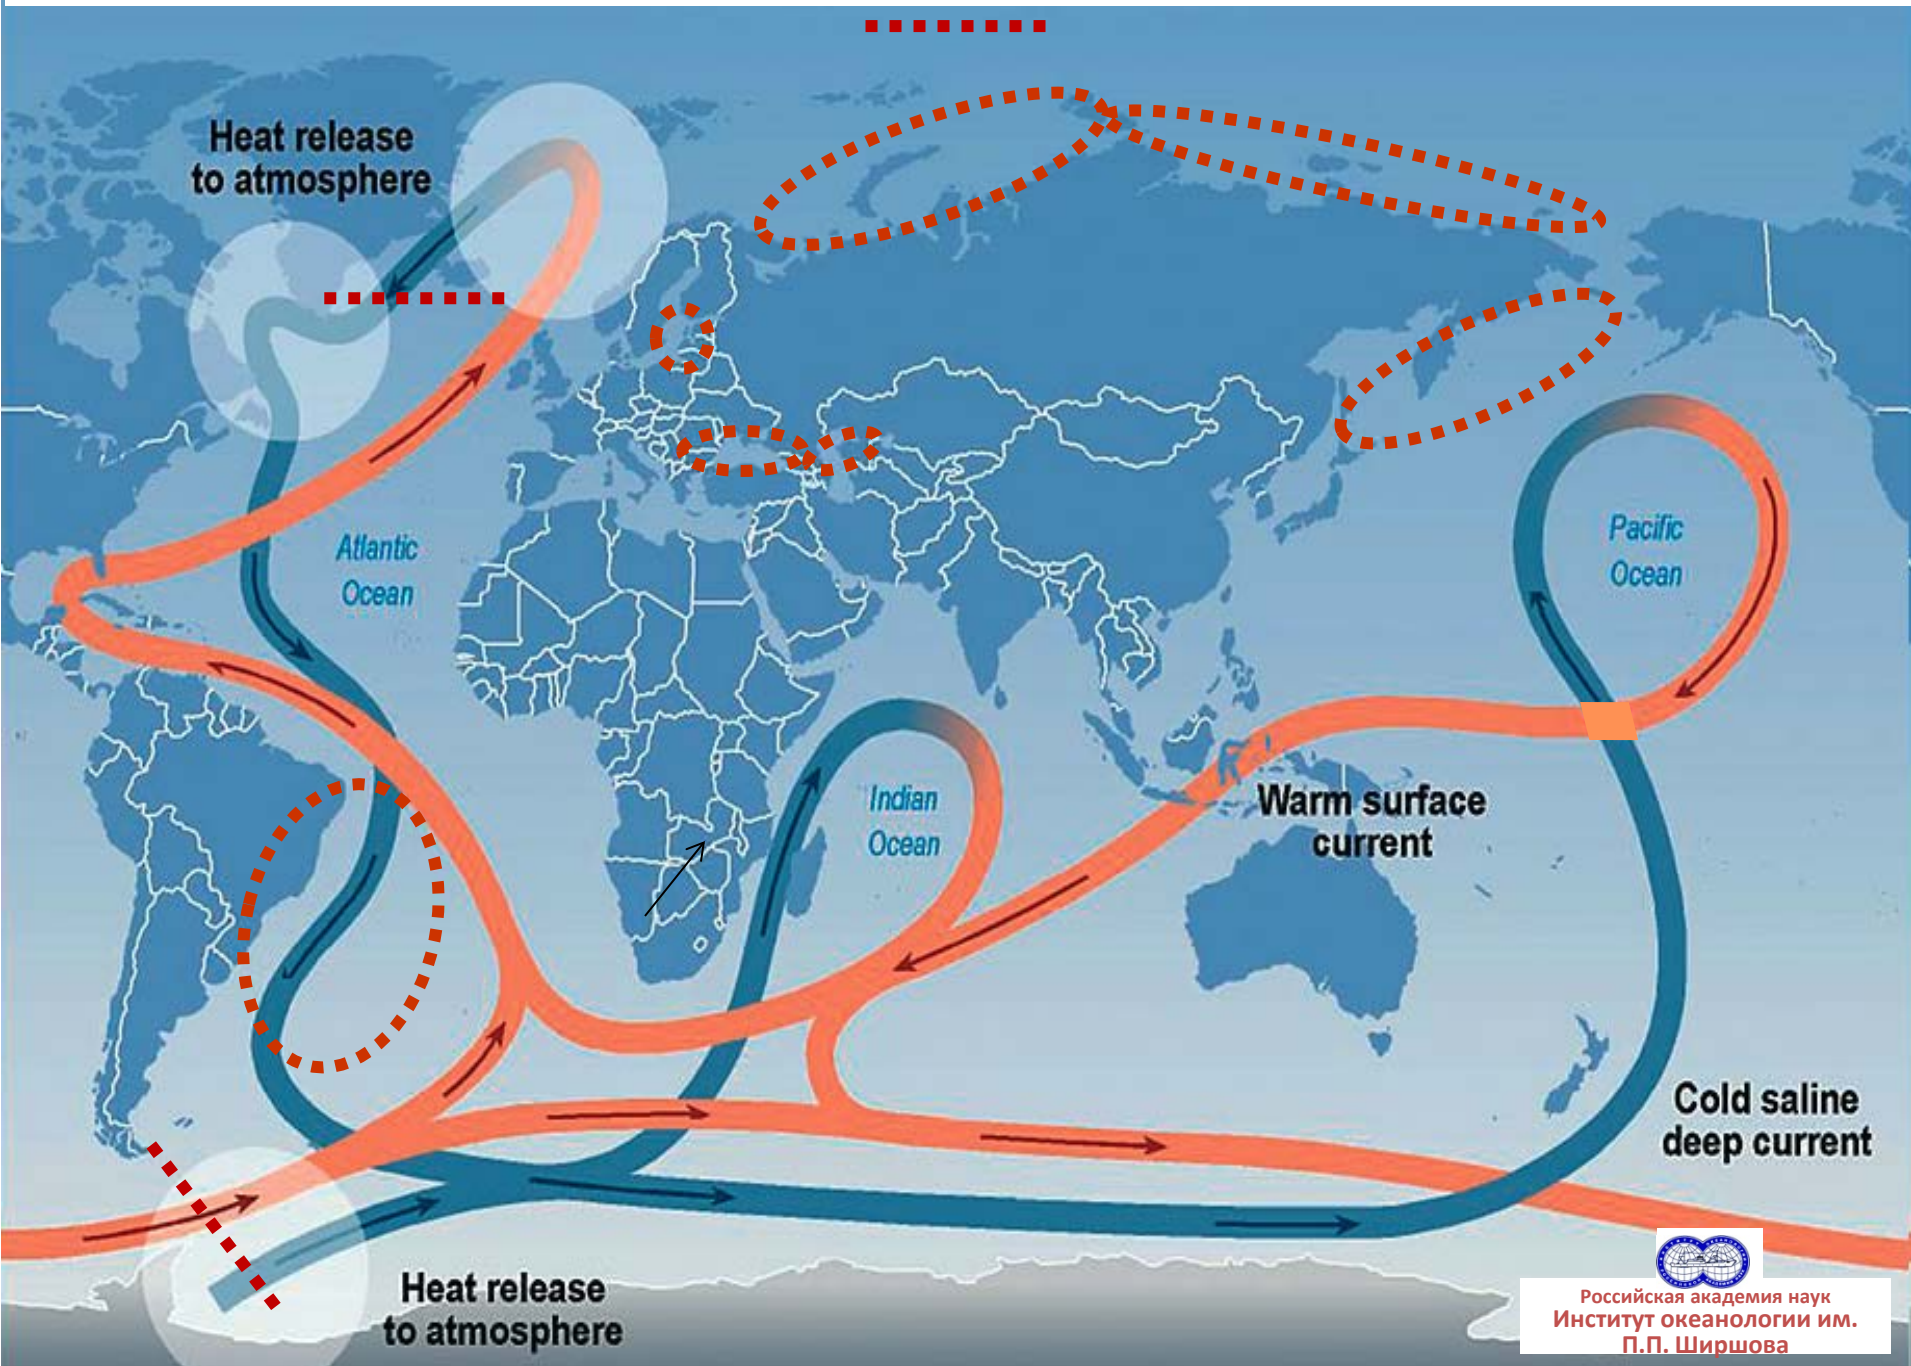 Heat release
to atmosphere
Atlantic
Ocean
Pacific
Ocean
Indian
Ocean
Warm surface
current
Cold saline
deep current
Heat release
to atmosphere
Российская академия наук
Институт океанологии им.
П.П. Ширшова